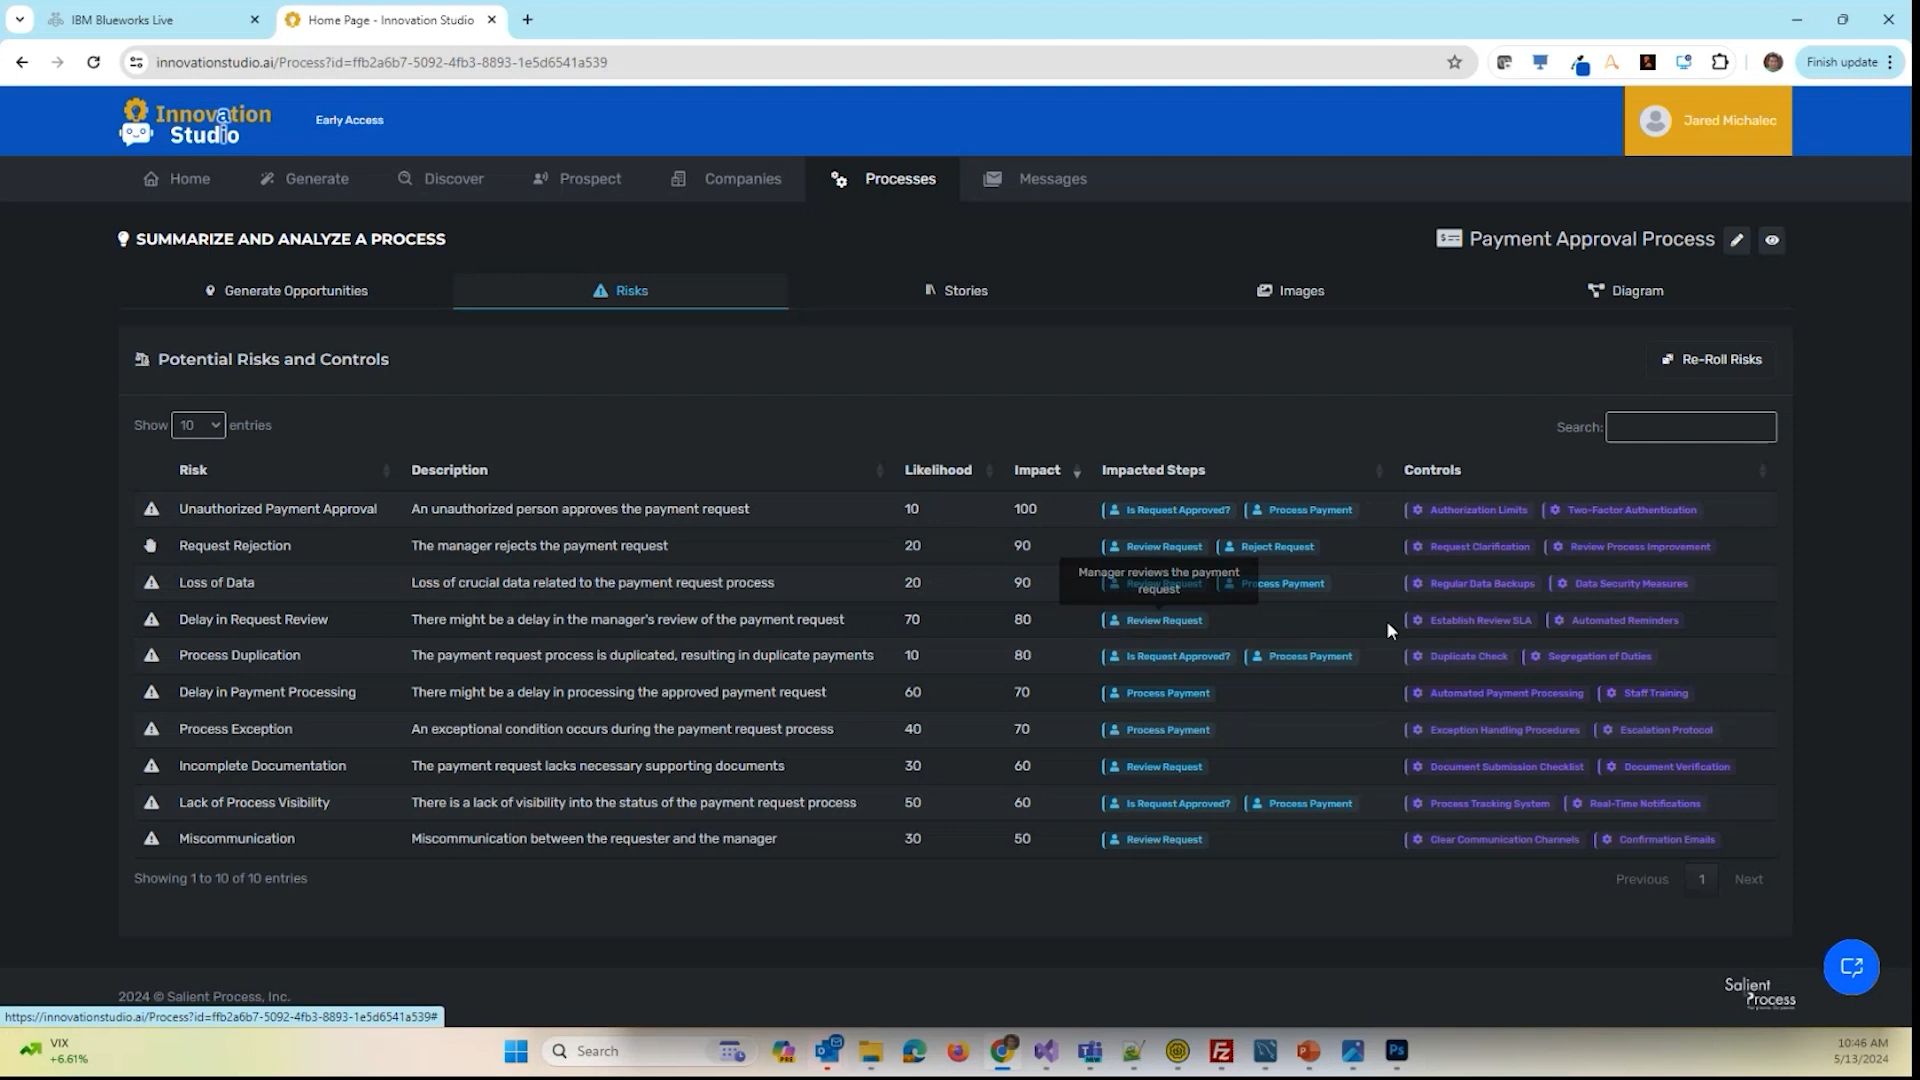 IBM Blueworks Live
Home Page - Innovation Studio
innovationstudio.ai/Process?id=ffb2a6b7-5092-4fb3-8893-1e5d6541a539
Finish update
Innovation Studio
Early Access
Jared Michalec
Home Generate Discover Prospect Companies Processes Messages
SUMMARIZE AND ANALYZE A PROCESS
Payment Approval Process
Generate Opportunities Risks Stories Images Diagram
Potential Risks and Controls
Re-Roll Risks
Show 10 entries
Search:
Risk Description Likelihood Impact Impacted Steps Controls
Unauthorized Payment Approval An unauthorized person approves the payment request 10 100 Is Request Approved? Process Payment Authorization Limits Two-Factor Authentication
Request Rejection The manager rejects the payment request 20 90 Review Request Reject Request Request Clarification Review Process Improvement
Manager reviews the payment request
Loss of Data Loss of crucial data related to the payment request process 20 90 Review Request Process Payment Regular Data Backups Data Security Measures
Delay in Request Review There might be a delay in the manager's review of the payment request 70 80 Review Request Establish Review SLA Automated Reminders
Process Duplication The payment request process is duplicated, resulting in duplicate payments 10 80 Is Request Approved? Process Payment Duplicate Check Segregation of Duties
Delay in Payment Processing There might be a delay in processing the approved payment request 60 70 Process Payment Automated Payment Processing Staff Training
Process Exception An exceptional condition occurs during the payment request process 40 70 Process Payment Exception Handling Procedures Escalation Protocol
Incomplete Documentation The payment request lacks necessary supporting documents 30 60 Review Request Document Submission Checklist Document Verification
Lack of Process Visibility There is a lack of visibility into the status of the payment request process 50 60 Is Request Approved? Process Payment Process Tracking System Real-Time Notifications
Miscommunication Miscommunication between the requester and the manager 30 50 Review Request Clear Communication Channels Confirmation Emails
Showing 1 to 10 of 10 entries
Previous 1 Next
2024 © Salient Process, Inc.
Salient Process
https://innovationstudio.ai/Process?id=ffb2a6b7-5092-4fb3-8893-1e5d6541a539#
VIX
+6.61%
Search
10:46 AM
5/13/2024